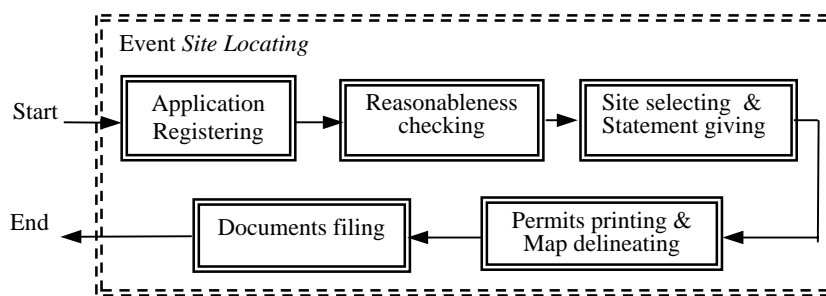 Event Site Locating
Start
Application
Registering
Reasonableness
checking
Site selecting &
Statement giving
End
Documents filing
Permits printing &
Map delineating